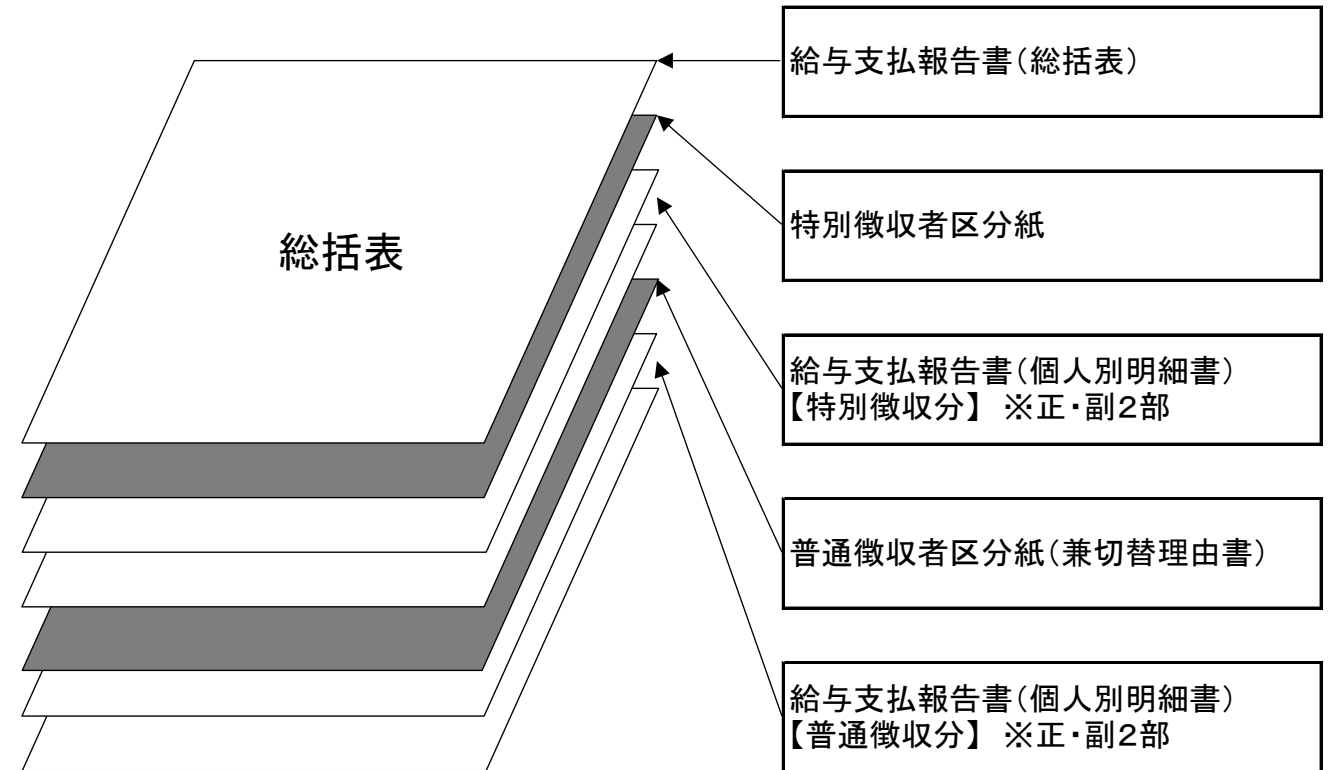 給与支払報告書(総括表)
総括表
特別徴収者区分紙
給与支払報告書(個人別明細書)
【特別徴収分】 ※正・副2部
普通徴収者区分紙(兼切替理由書)
給与支払報告書(個人別明細書)
【普通徴収分】 ※正・副2部